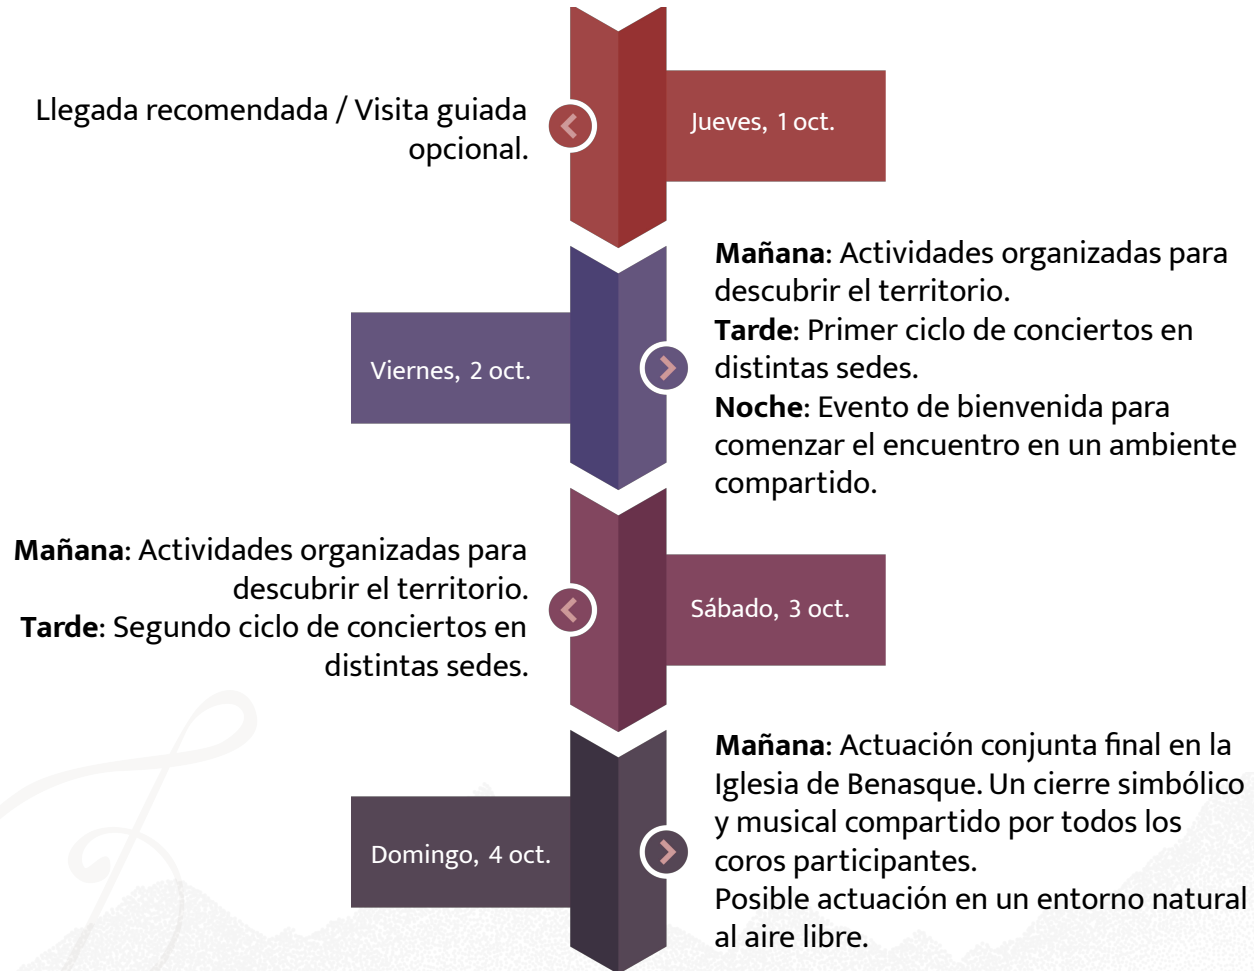 Jueves, 1 oct.
Llegada recomendada / Visita guiada
opcional.
Viernes, 2 oct.
Mañana: Actividades organizadas para
descubrir el territorio.
Tarde: Primer ciclo de conciertos en
distintas sedes.
Noche: Evento de bienvenida para
comenzar el encuentro en un ambiente
compartido.
Sábado, 3 oct.
Mañana: Actividades organizadas para
descubrir el territorio.
Tarde: Segundo ciclo de conciertos en
distintas sedes.
Domingo, 4 oct.
Mañana: Actuación conjunta final en la
Iglesia de Benasque. Un cierre simbólico
y musical compartido por todos los
coros participantes.
Posible actuación en un entorno natural
al aire libre.